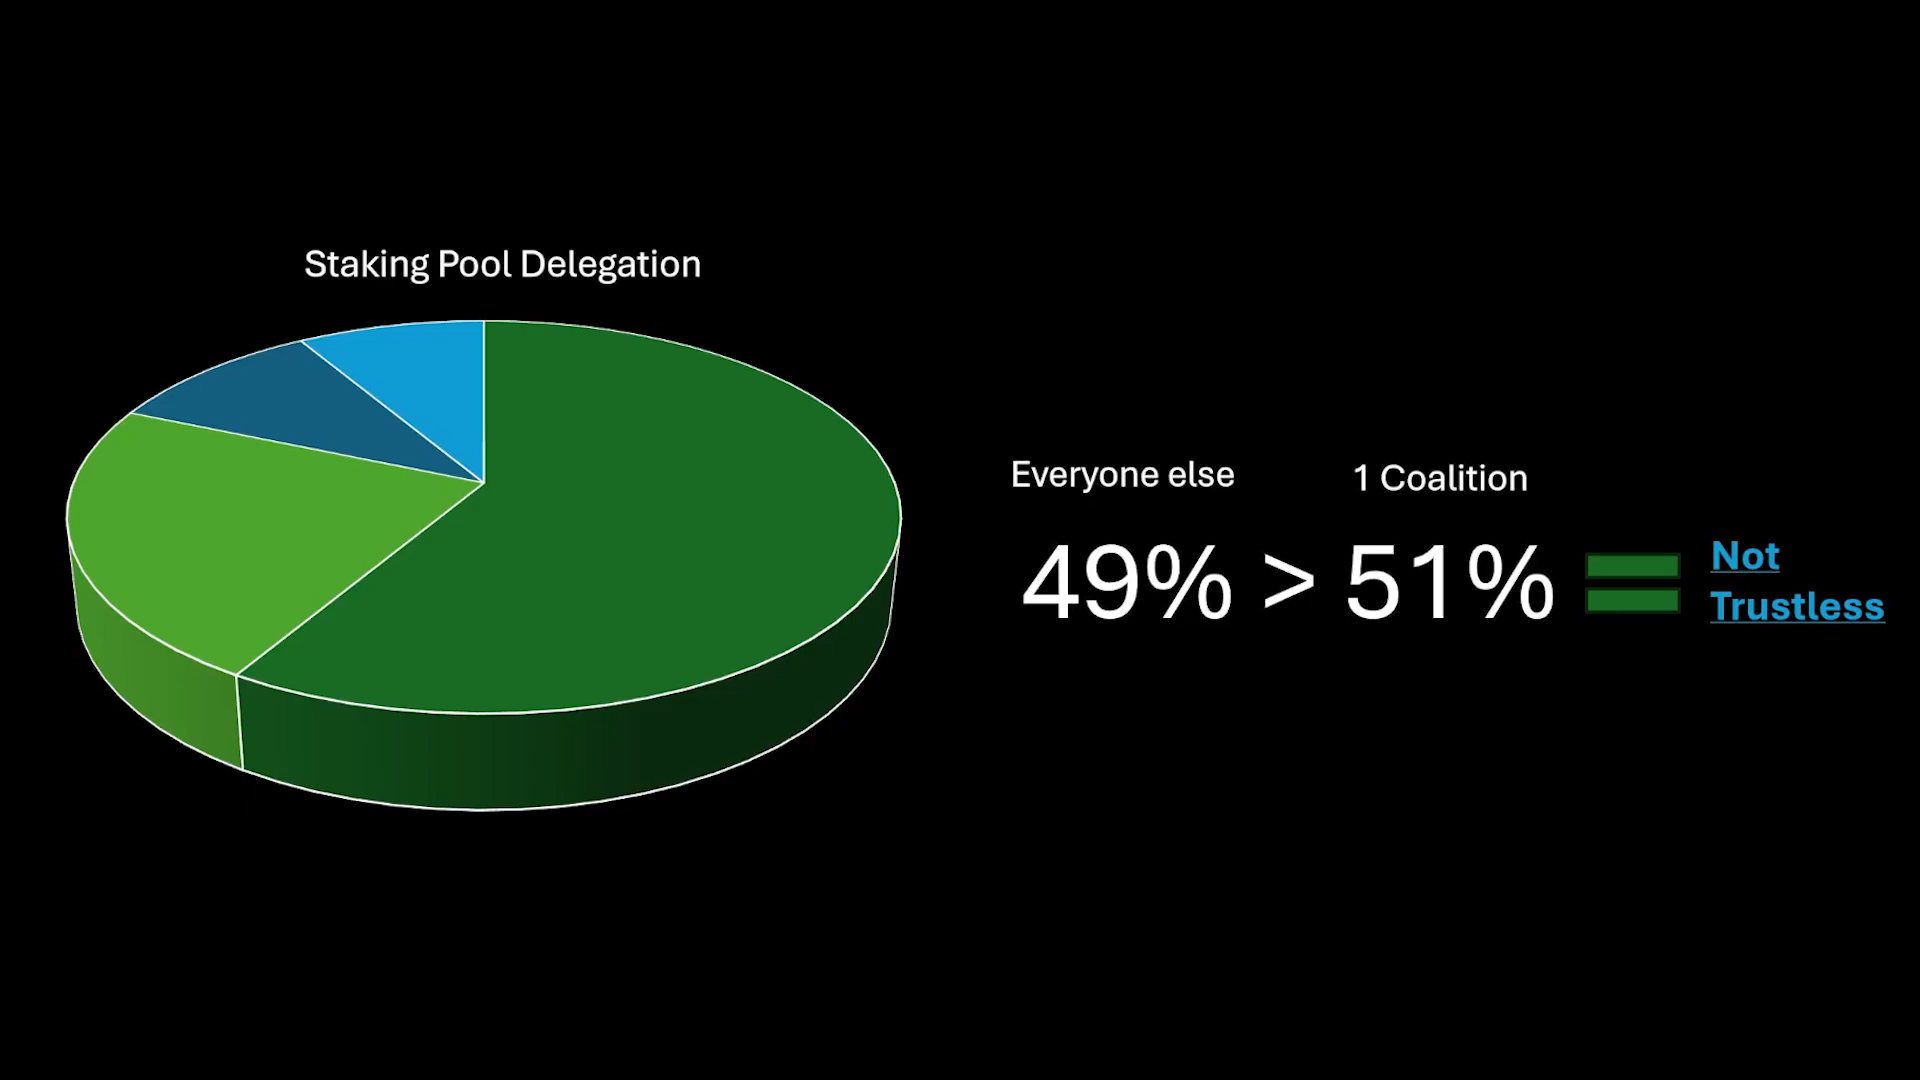 Staking Pool Delegation
Everyone else
1 Coalition
49% > 51%
Not
Trustless